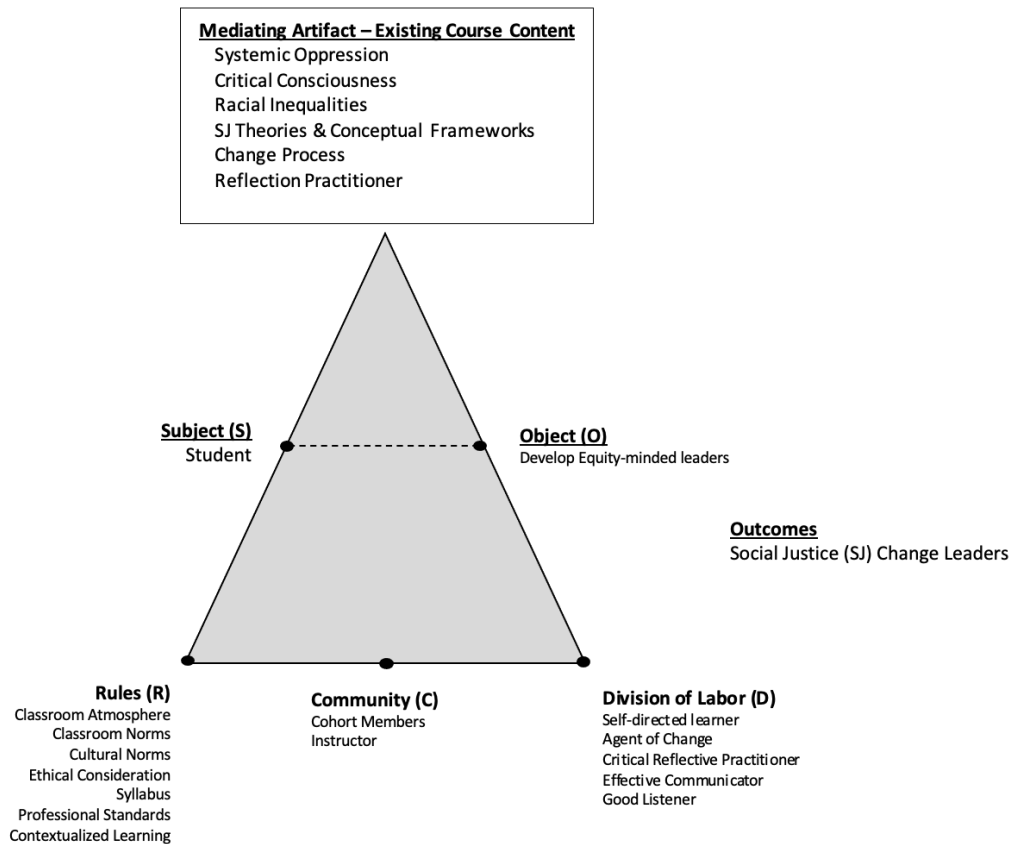 Mediating Artifact – Existing Course Content
Systemic Oppression
Critical Consciousness
Racial Inequalities
SJ Theories & Conceptual Frameworks
Change Process
Reflection Practitioner
Subject (S)
Student
Object (O)
Develop Equity-minded leaders
Outcomes
Social Justice (SJ) Change Leaders
Rules (R)
Classroom Atmosphere
Classroom Norms
Cultural Norms
Ethical Consideration
Syllabus
Professional Standards
Contextualized Learning
Community (C)
Cohort Members
Instructor
Division of Labor (D)
Self-directed learner
Agent of Change
Critical Reflective Practitioner
Effective Communicator
Good Listener